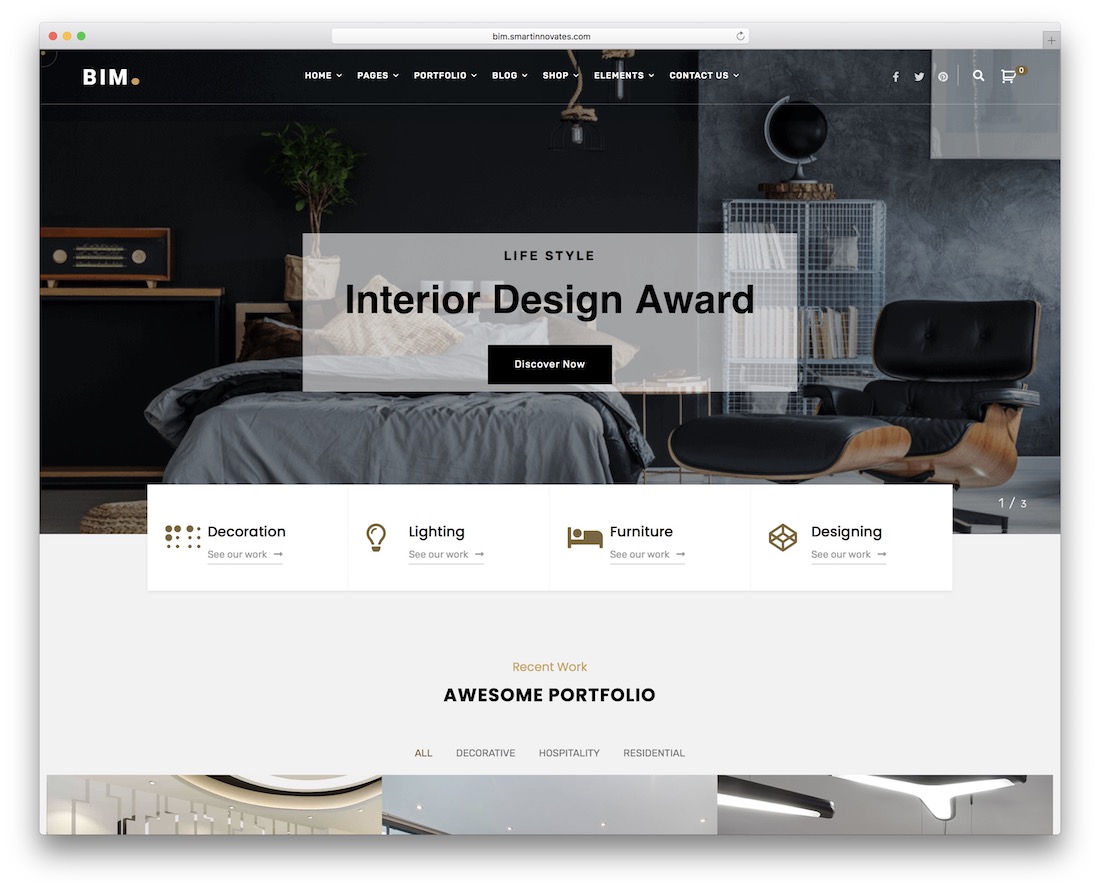 bim.smartinnovates.com
BIM.
HOME PAGES PORTFOLIO BLOG SHOP ELEMENTS CONTACT US
0
LIFE STYLE
Interior Design Award
Discover Now
1 / 3
Decoration
See our work
Lighting
See our work
Furniture
See our work
Designing
See our work
Recent Work
AWESOME PORTFOLIO
ALL DECORATIVE HOSPITALITY RESIDENTIAL